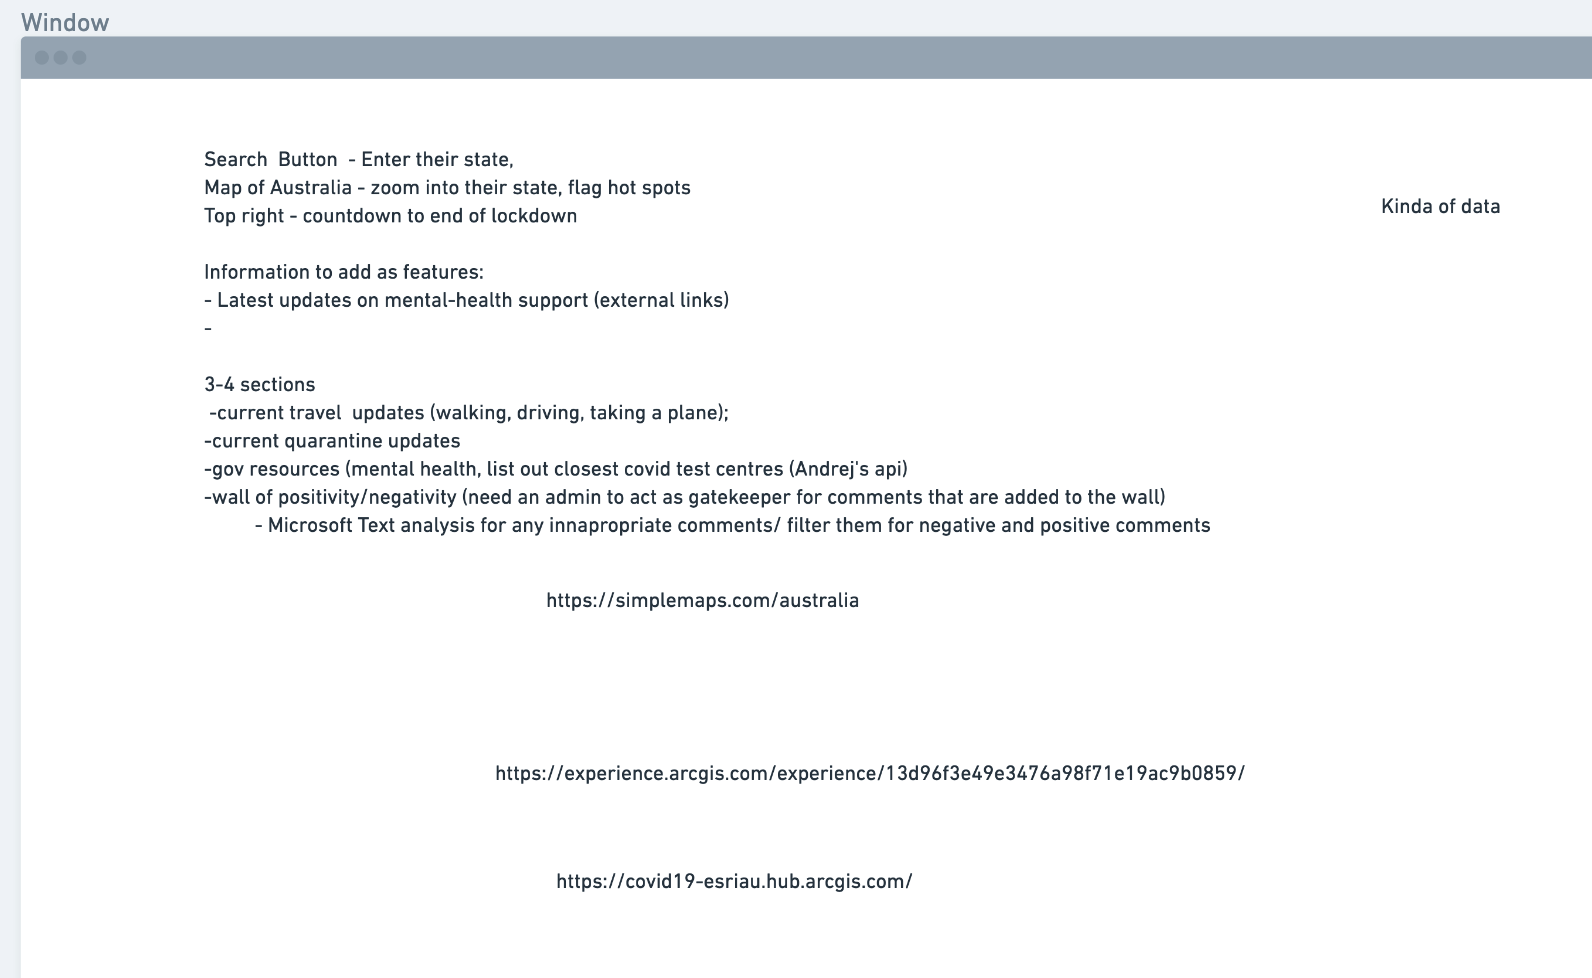 Window
Search  Button  - Enter their state,
Map of Australia - zoom into their state, flag hot spots
Top right - countdown to end of lockdown
Kinda of data
Information to add as features:
- Latest updates on mental-health support (external links)
-
3-4 sections
-current travel  updates (walking, driving, taking a plane);
-current quarantine updates
-gov resources (mental health, list out closest covid test centres (Andrej's api)
-wall of positivity/negativity (need an admin to act as gatekeeper for comments that are added to the wall)
- Microsoft Text analysis for any innapropriate comments/ filter them for negative and positive comments
https://simplemaps.com/australia
https://experience.arcgis.com/experience/13d96f3e49e3476a98f71e19ac9b0859/
https://covid19-esriau.hub.arcgis.com/